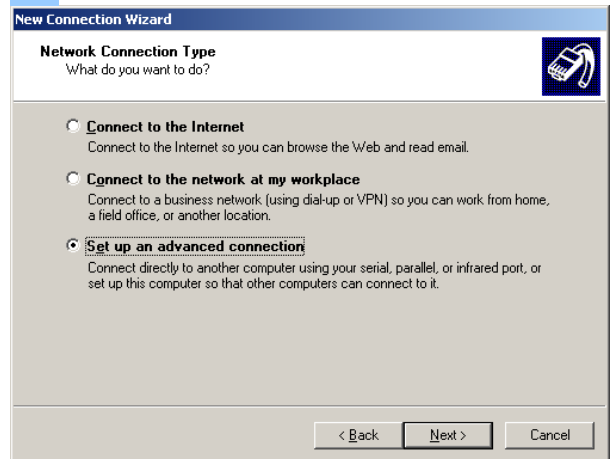 New Connection Wizard
Network Connection Type
What do you want to do?
Connect to the Internet
Connect to the Internet so you can browse the Web and read email.
Connect to the network at my workplace
Connect to a business network (using dial-up or VPN) so you can work from home,
a field office, or another location.
Set up an advanced connection
Connect directly to another computer using your serial, parallel, or infrared port, or
set up this computer so that other computers can connect to it.
< Back Next > Cancel